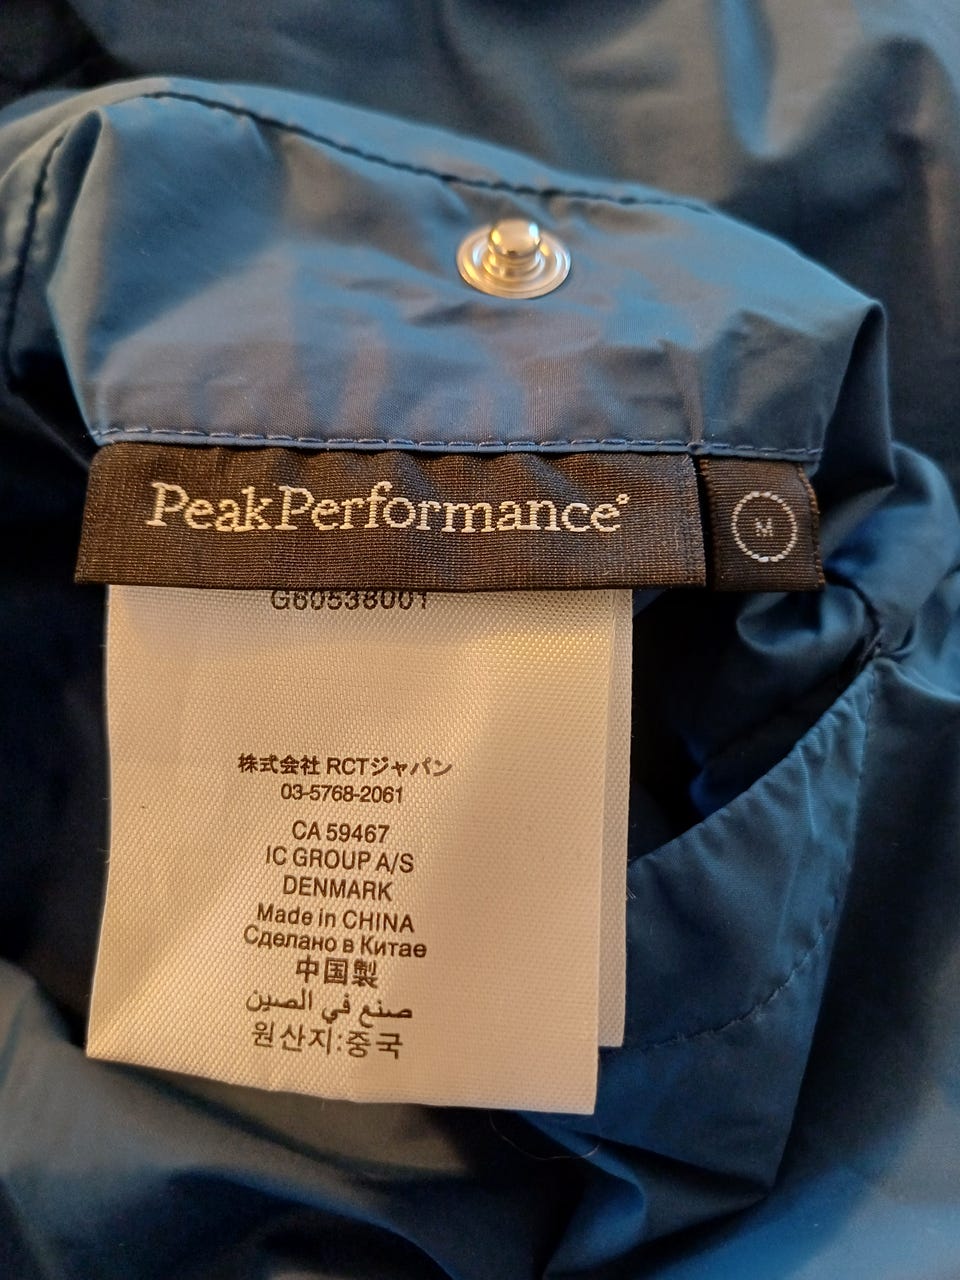 PeakPerformance®
M
G60538001
株式会社 RCTジャパン
03-5768-2061
CA 59467
IC GROUP A/S
DENMARK
Made in CHINA
Сделано в Китае
中国製
صنع في الصين
원산지:중국